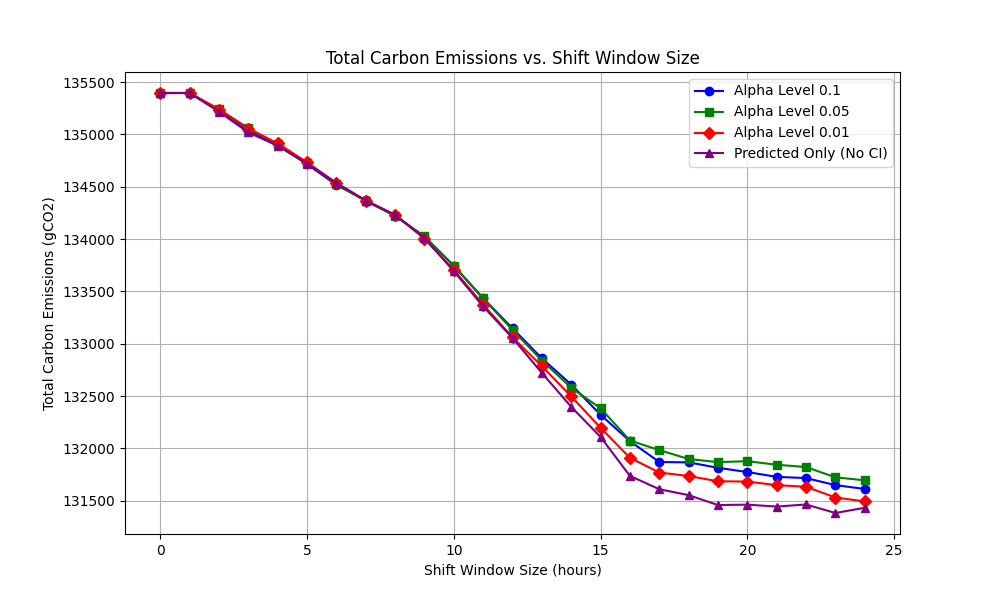 Total Carbon Emissions vs. Shift Window Size
Total Carbon Emissions (gCO2)
135500
135000
134500
134000
133500
133000
132500
132000
131500
Alpha Level 0.1
Alpha Level 0.05
Alpha Level 0.01
Predicted Only (No CI)
0
5
10
15
20
25
Shift Window Size (hours)